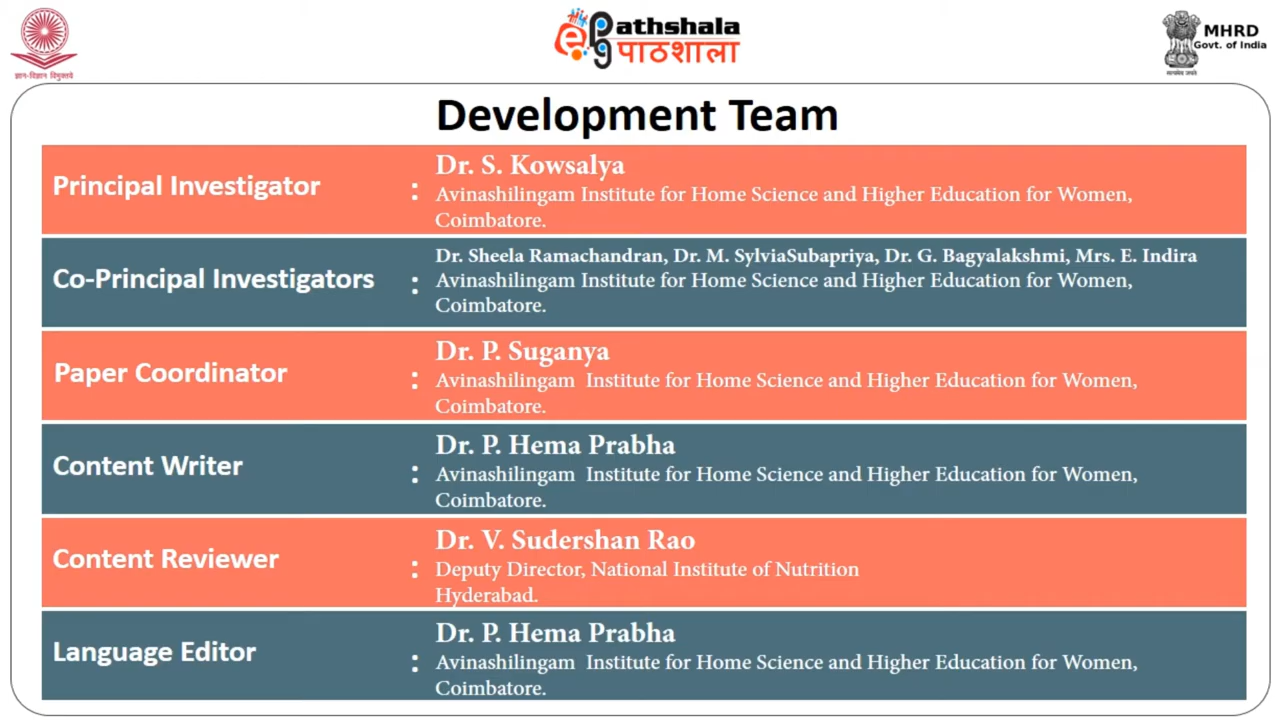 ज्ञान-विज्ञान विमुक्तये
ePG Pathshala
पाठशाला
MHRD
Govt. of India
सत्यमेव जयते
Development Team
Principal Investigator
:
Dr. S. Kowsalya
Avinashilingam Institute for Home Science and Higher Education for Women,
Coimbatore.
Co-Principal Investigators
:
Dr. Sheela Ramachandran, Dr. M. SylviaSubapriya, Dr. G. Bagyalakshmi, Mrs. E. Indira
Avinashilingam Institute for Home Science and Higher Education for Women,
Coimbatore.
Paper Coordinator
:
Dr. P. Suganya
Avinashilingam Institute for Home Science and Higher Education for Women,
Coimbatore.
Content Writer
:
Dr. P. Hema Prabha
Avinashilingam Institute for Home Science and Higher Education for Women,
Coimbatore.
Content Reviewer
:
Dr. V. Sudershan Rao
Deputy Director, National Institute of Nutrition
Hyderabad.
Language Editor
:
Dr. P. Hema Prabha
Avinashilingam Institute for Home Science and Higher Education for Women,
Coimbatore.